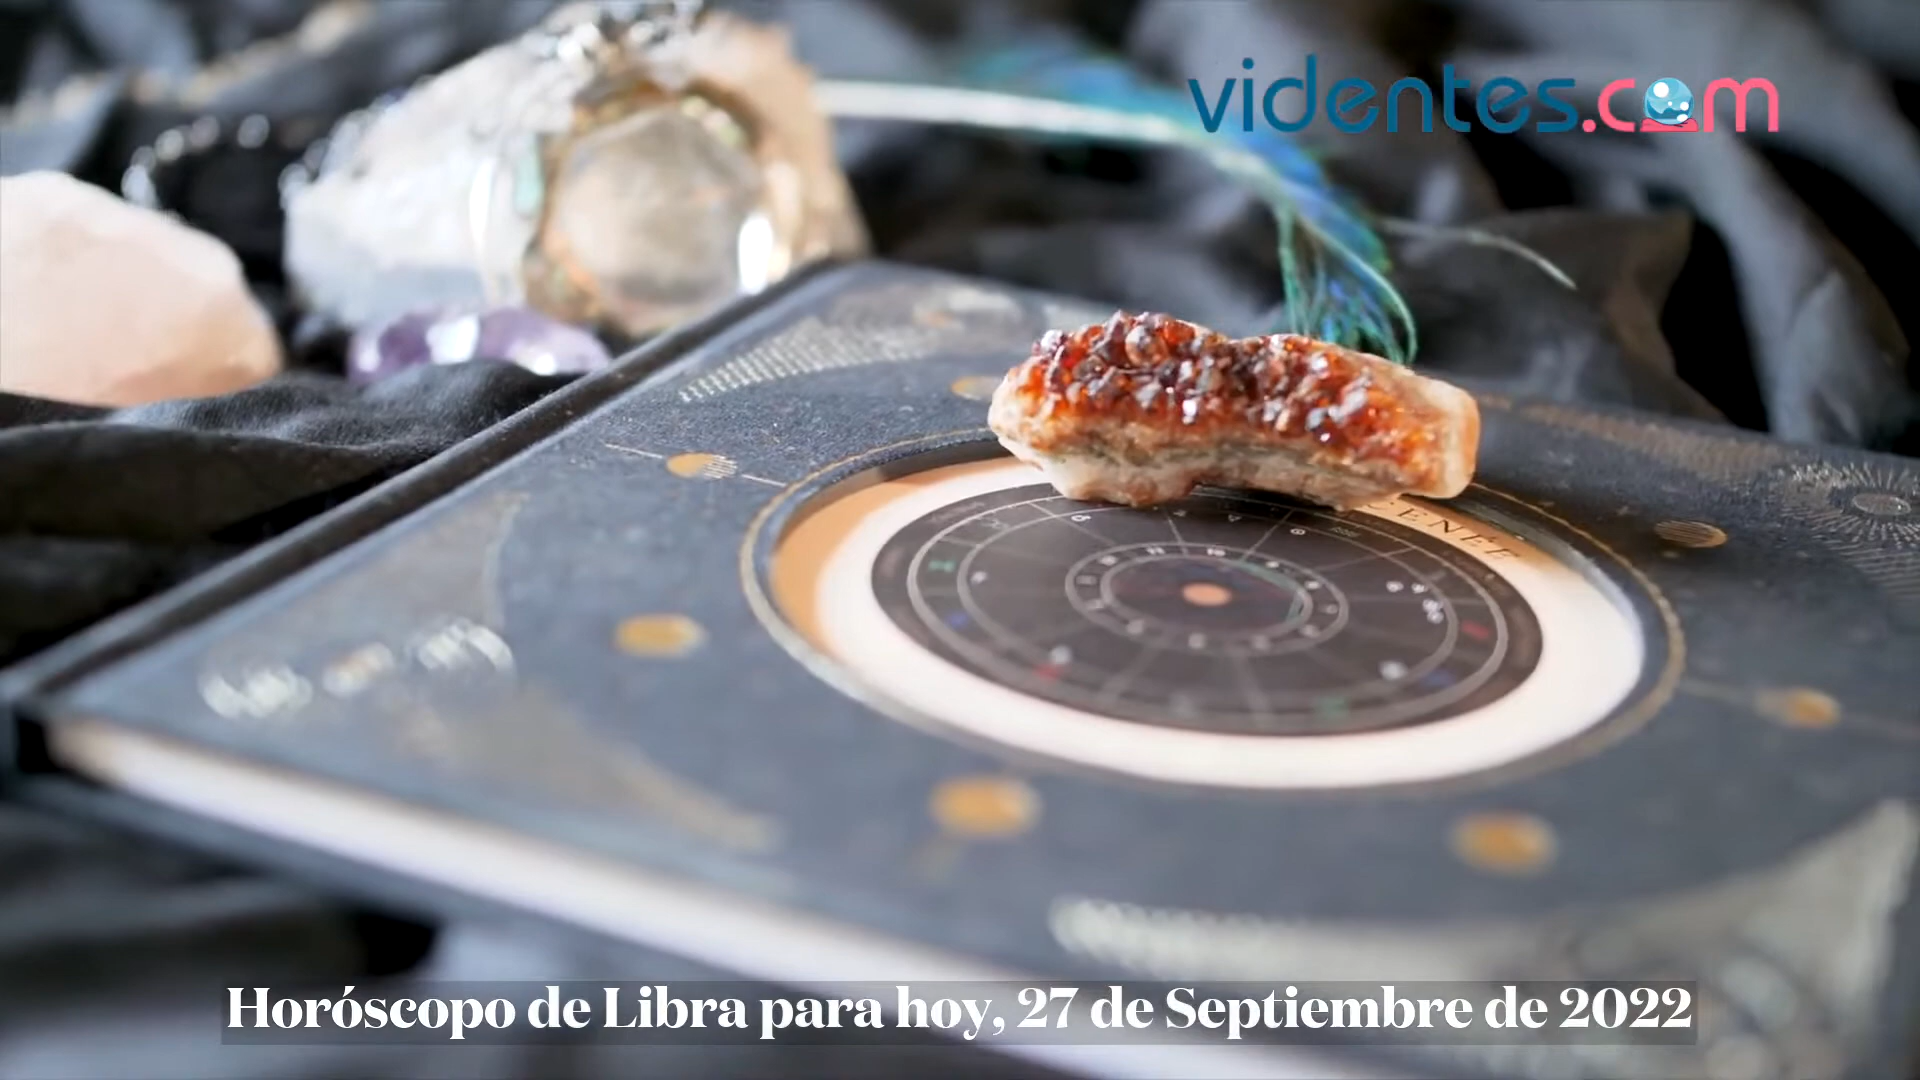 videntes.com
Horóscopo de Libra para hoy, 27 de Septiembre de 2022